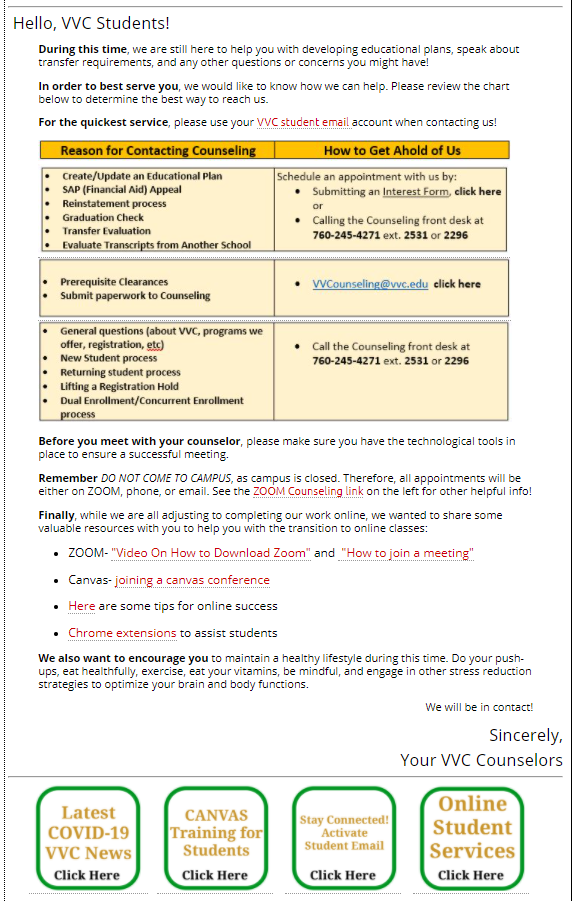 Hello, VVC Students!
During this time, we are still here to help you with developing educational plans, speak about
transfer requirements, and any other questions or concerns you might have!
In order to best serve you, we would like to know how we can help. Please review the chart
below to determine the best way to reach us.
For the quickest service, please use your VVC student email account when contacting us!
Reason for Contacting Counseling
How to Get Ahold of Us
• Create/Update an Educational Plan
• SAP (Financial Aid) Appeal
• Reinstatement process
• Graduation Check
• Transfer Evaluation
• Evaluate Transcripts from Another School
Schedule an appointment with us by:
• Submitting an Interest Form, click here
or
• Calling the Counseling front desk at
760-245-4271 ext. 2531 or 2296
• Prerequisite Clearances
• Submit paperwork to Counseling
• VVCounseling@vvc.edu click here
• General questions (about VVC, programs we
offer, registration, etc)
• New Student process
• Returning student process
• Lifting a Registration Hold
• Dual Enrollment/Concurrent Enrollment
process
• Call the Counseling front desk at
760-245-4271 ext. 2531 or 2296
Before you meet with your counselor, please make sure you have the technological tools in
place to ensure a successful meeting.
Remember DO NOT COME TO CAMPUS, as campus is closed. Therefore, all appointments will be
either on ZOOM, phone, or email. See the ZOOM Counseling link on the left for other helpful info!
Finally, while we are all adjusting to completing our work online, we wanted to share some
valuable resources with you to help you with the transition to online classes:
• ZOOM- "Video On How to Download Zoom" and "How to join a meeting"
• Canvas- joining a canvas conference
• Here are some tips for online success
• Chrome extensions to assist students
We also want to encourage you to maintain a healthy lifestyle during this time. Do your push-
ups, eat healthfully, exercise, eat your vitamins, be mindful, and engage in other stress reduction
strategies to optimize your brain and body functions.
We will be in contact!
Sincerely,
Your VVC Counselors
Latest
COVID-19
VVC News
Click Here
CANVAS
Training for
Students
Click Here
Stay Connected!
Activate
Student Email
Click Here
Online
Student
Services
Click Here